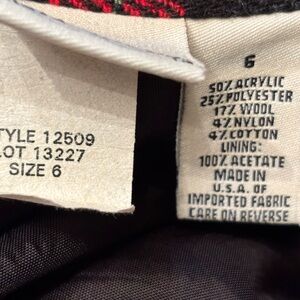 TYLE 12509
LOT 13227
SIZE 6
6
50% ACRYLIC
25% POLYESTER
17% WOOL
4% NYLON
4% COTTON
LINING:
100% ACETATE
MADE IN
U.S.A. OF
IMPORTED FABRIC
CARE ON REVERSE